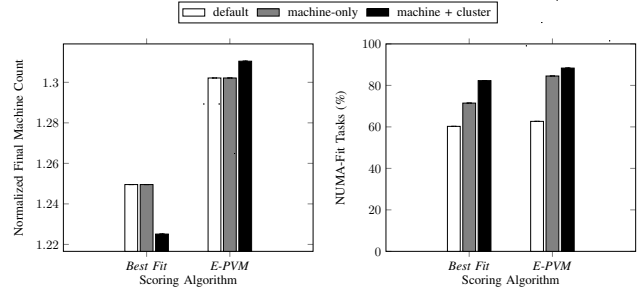 default machine-only machine + cluster
Normalized Final Machine Count
1.3
1.28
1.26
1.24
1.22
Best Fit E-PVM
Scoring Algorithm
NUMA-Fit Tasks (%)
100
80
60
40
20
0
Best Fit E-PVM
Scoring Algorithm